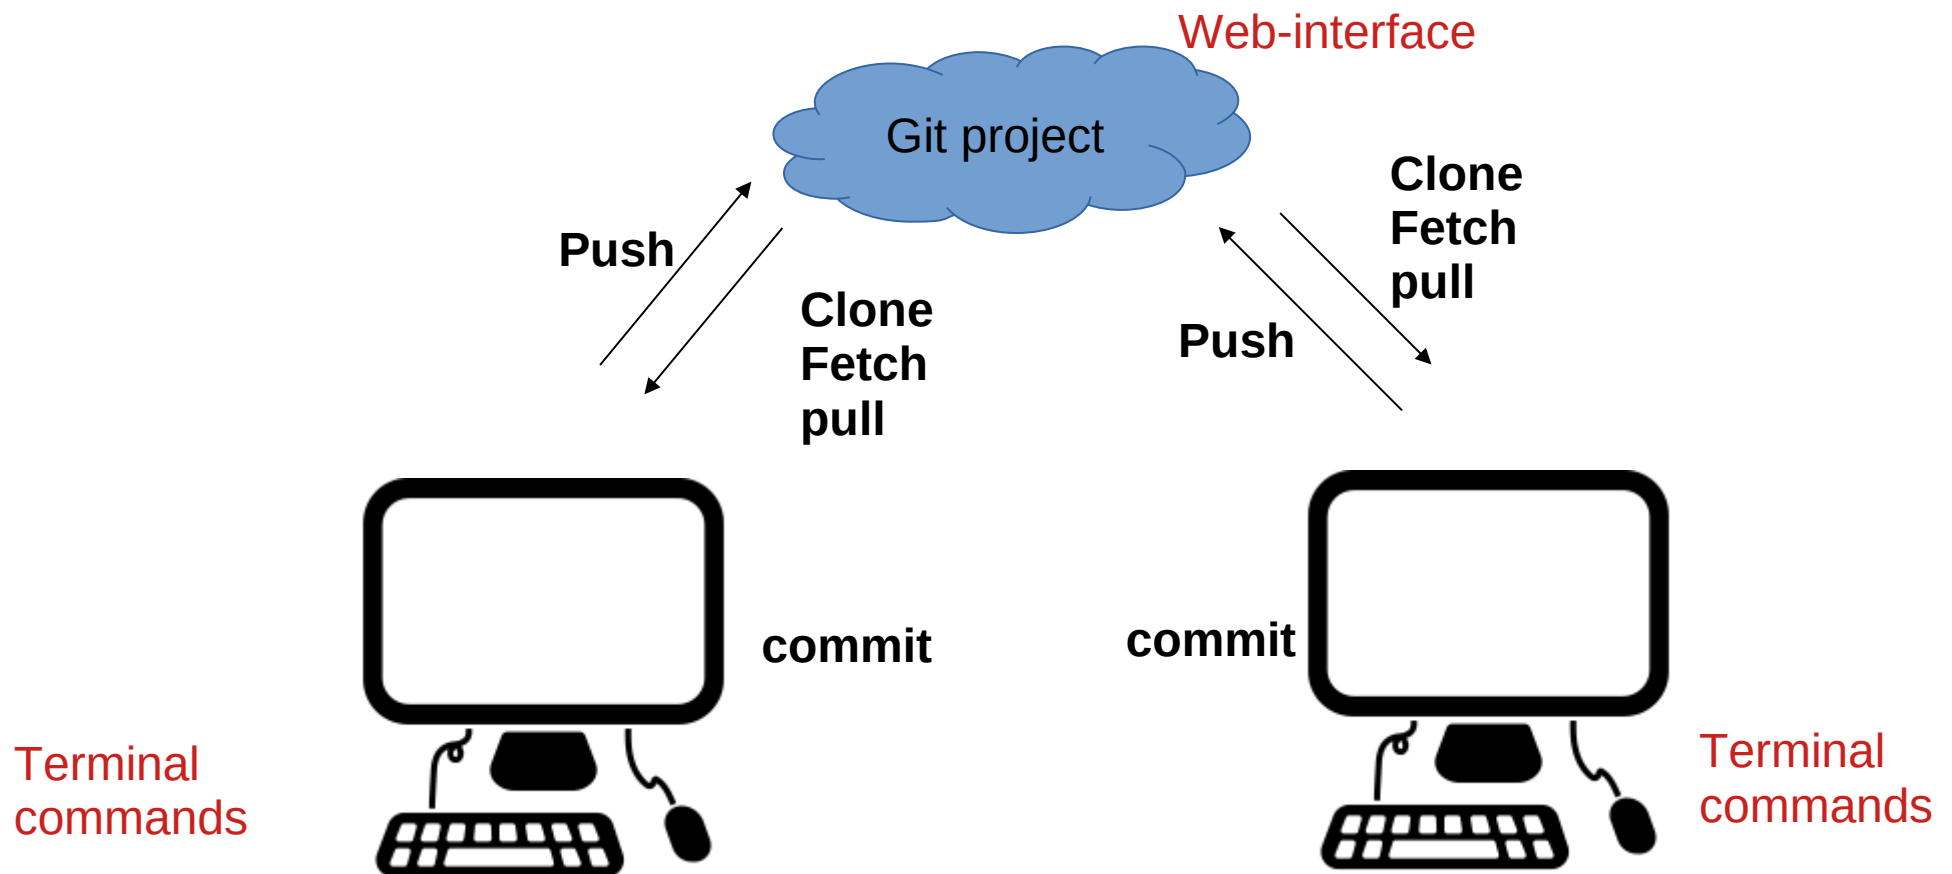 Web-interface
Git project
Push
Clone
Fetch
pull
Clone
Fetch
pull
Push
commit
commit
Terminal
commands
Terminal
commands